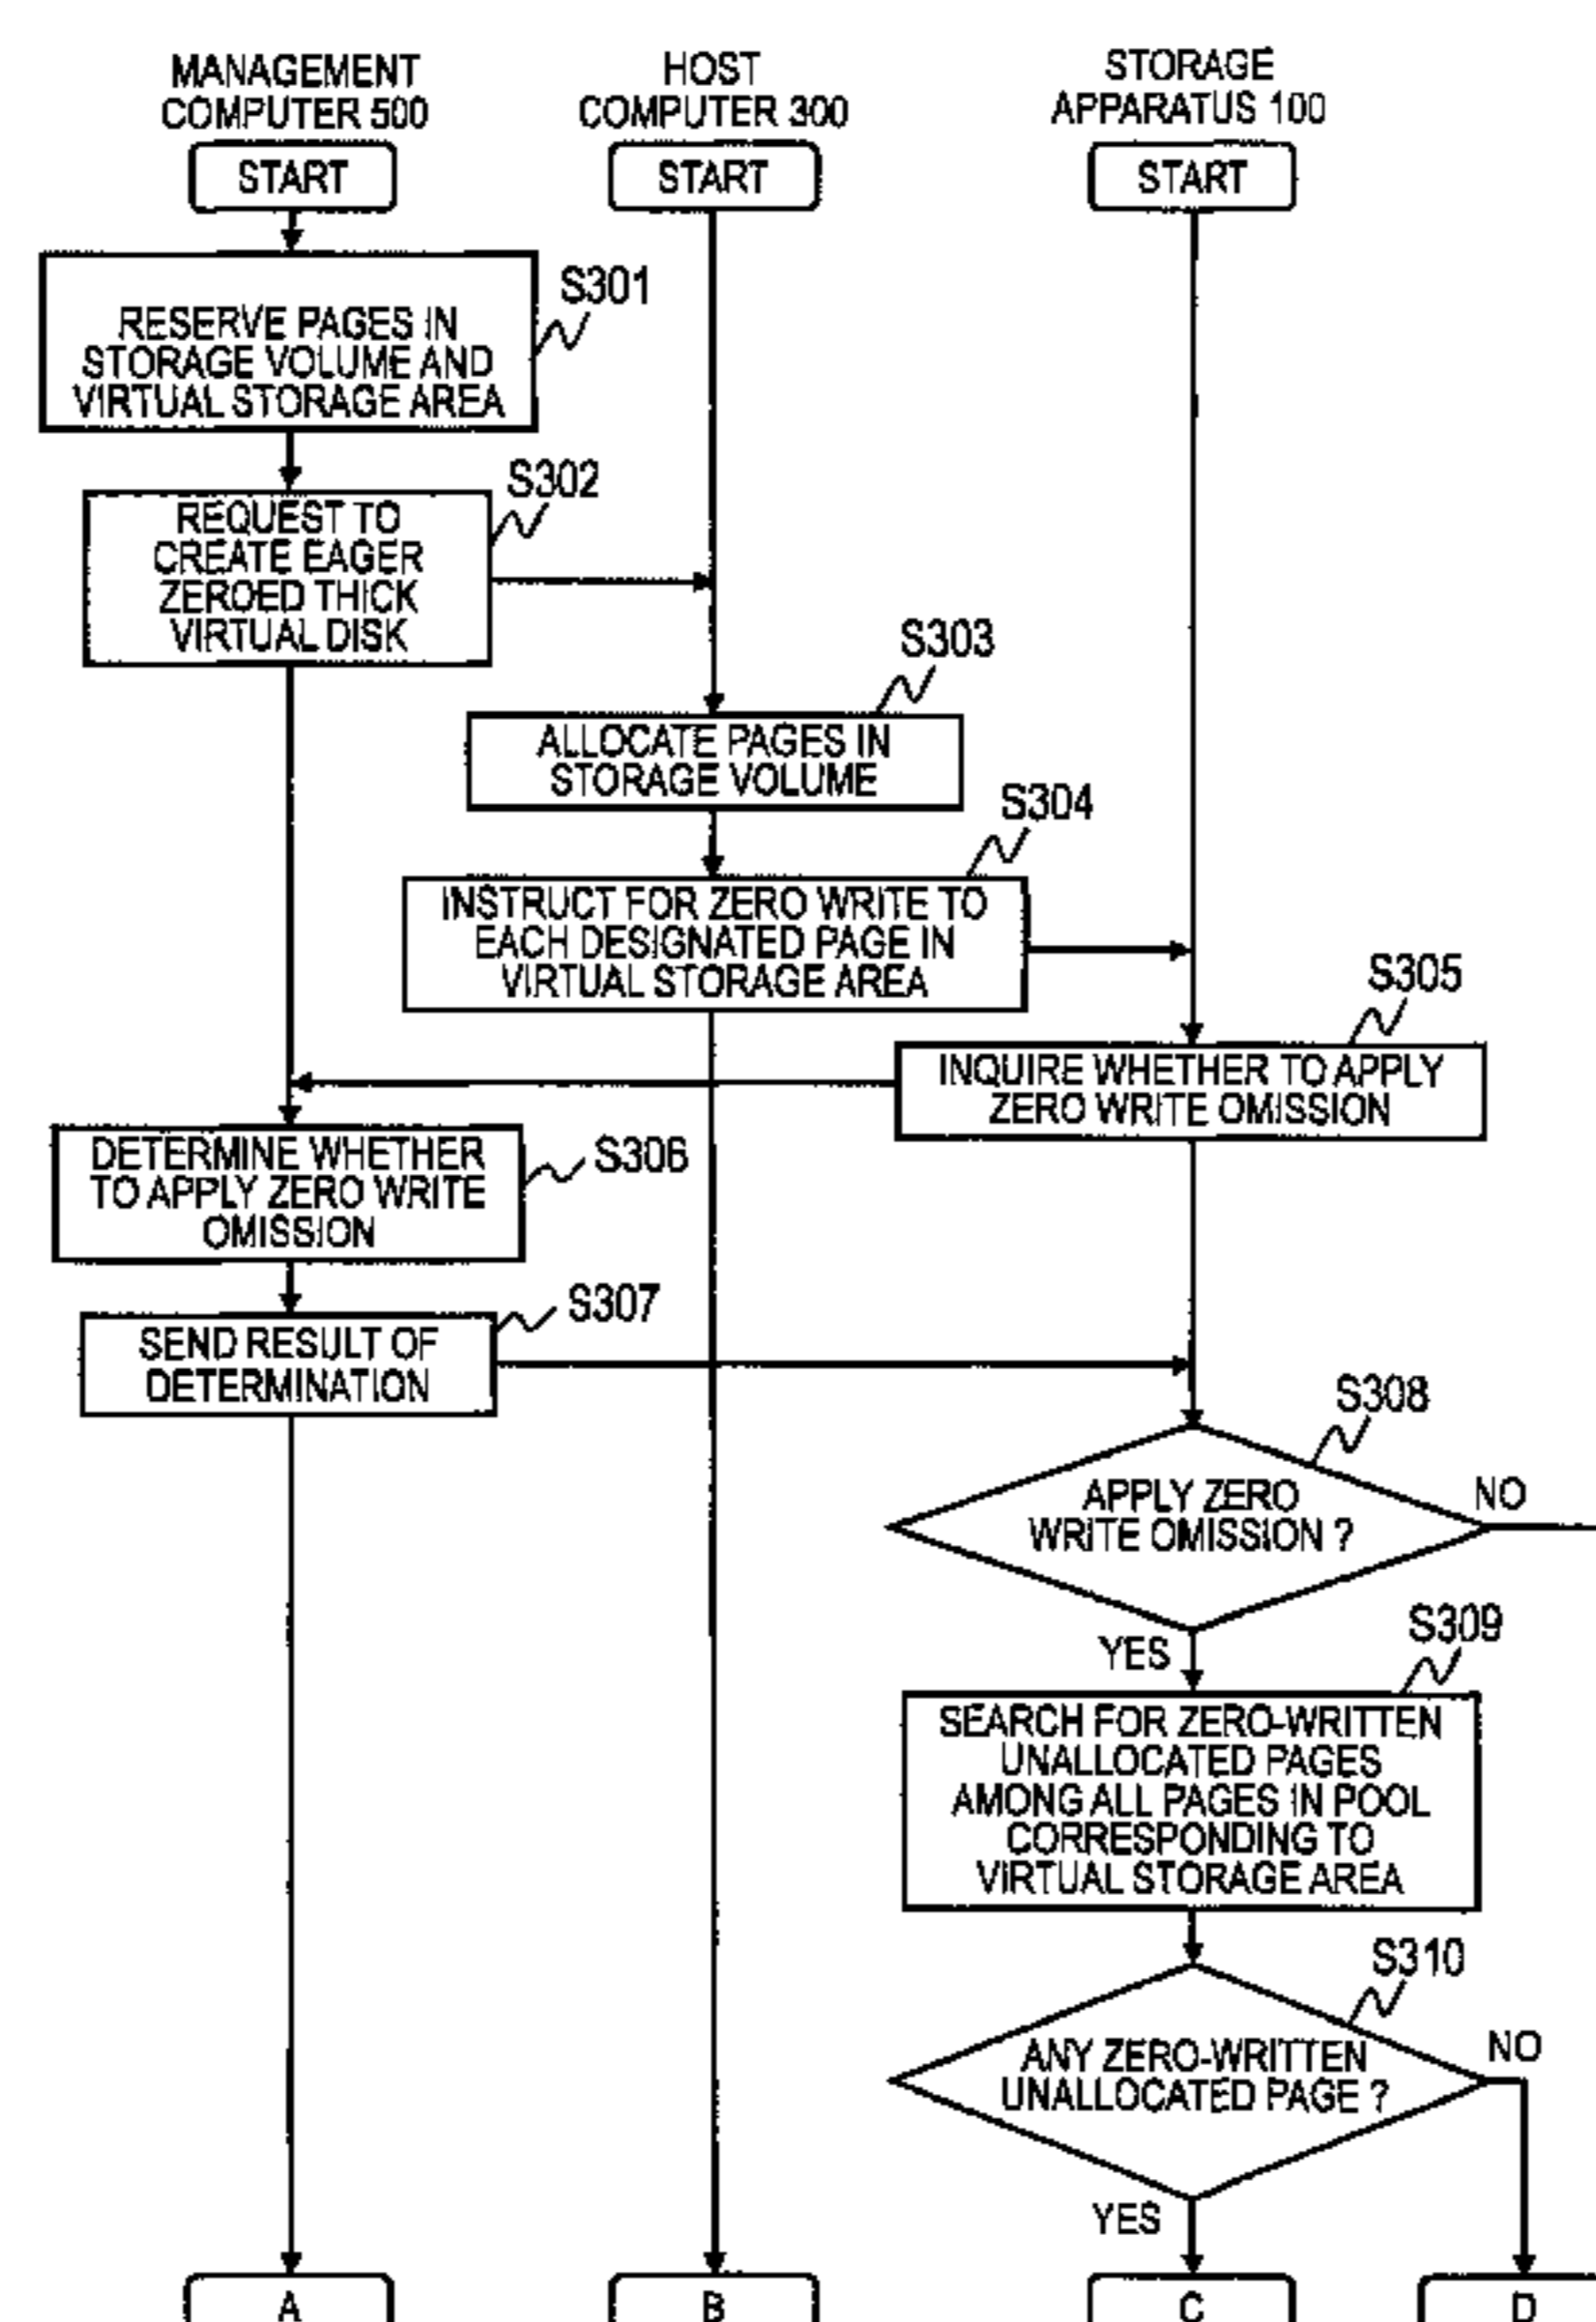 MANAGEMENT
COMPUTER 500
HOST
COMPUTER 300
STORAGE
APPARATUS 100
START
START
START
S301
RESERVE PAGES IN
STORAGE VOLUME AND
VIRTUAL STORAGE AREA
S302
REQUEST TO
CREATE EAGER
ZEROED THICK
VIRTUAL DISK
S303
ALLOCATE PAGES IN
STORAGE VOLUME
S304
INSTRUCT FOR ZERO WRITE TO
EACH DESIGNATED PAGE IN
VIRTUAL STORAGE AREA
S305
INQUIRE WHETHER TO APPLY
ZERO WRITE OMISSION
DETERMINE WHETHER
TO APPLY ZERO WRITE
OMISSION
S306
S307
SEND RESULT OF
DETERMINATION
S308
APPLY ZERO
WRITE OMISSION ?
NO
YES
S309
SEARCH FOR ZERO-WRITTEN
UNALLOCATED PAGES
AMONG ALL PAGES IN POOL
CORRESPONDING TO
VIRTUAL STORAGE AREA
S310
ANY ZERO-WRITTEN
UNALLOCATED PAGE ?
NO
YES
A
B
C
D